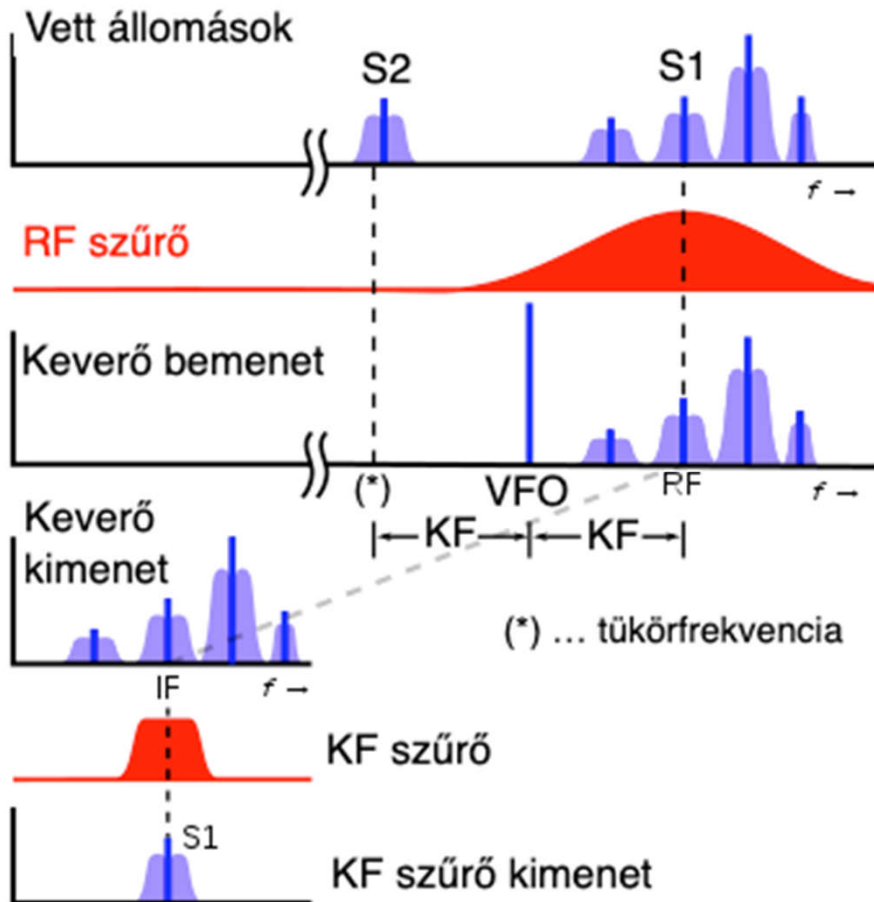 Vett állomások
S2
S1
f →
RF szűrő
Keverő bemenet
(*)
VFO
RF
f →
Keverő
kimenet
KF
KF
(*) ... tükörfrekvencia
IF
f →
KF szűrő
S1
KF szűrő kimenet